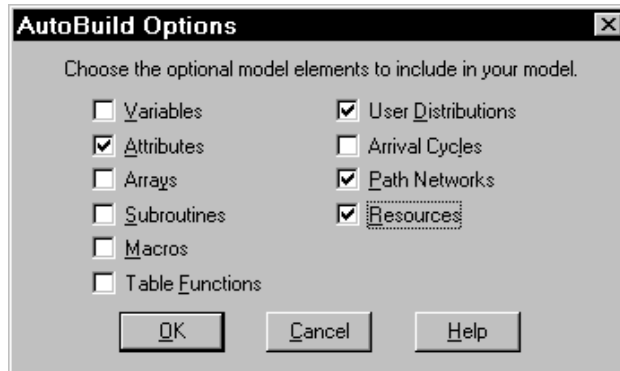 AutoBuild Options
Choose the optional model elements to include in your model.
Variables
Attributes
Arrays
Subroutines
Macros
Table Functions
User Distributions
Arrival Cycles
Path Networks
Resources
OK
Cancel
Help